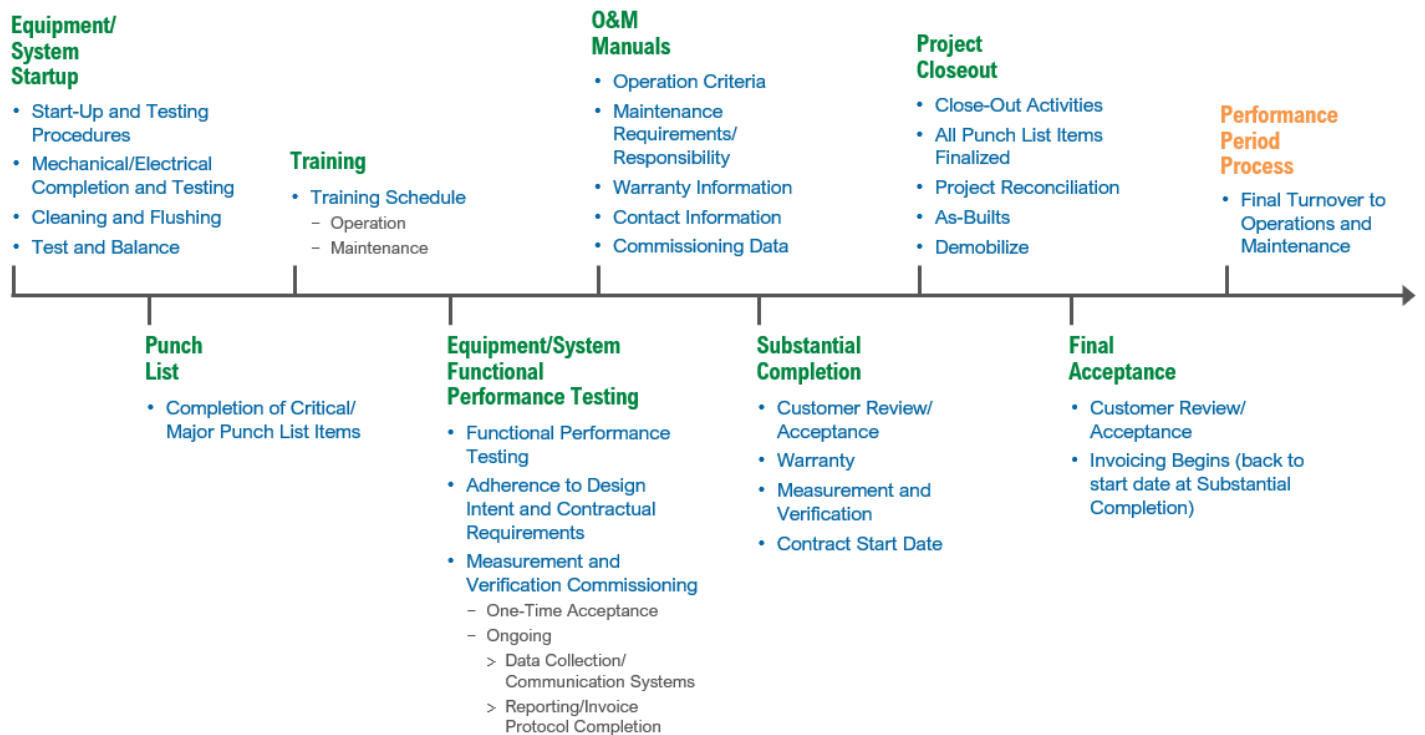 Equipment/
System
Startup
• Start-Up and Testing
Procedures
• Mechanical/Electrical
Completion and Testing
• Cleaning and Flushing
• Test and Balance
Punch
List
• Completion of Critical/
Major Punch List Items
Training
• Training Schedule
– Operation
– Maintenance
Equipment/System
Functional
Performance Testing
• Functional Performance
Testing
• Adherence to Design
Intent and Contractual
Requirements
• Measurement and
Verification Commissioning
– One-Time Acceptance
– Ongoing
> Data Collection/
Communication Systems
> Reporting/Invoice
Protocol Completion
O&M
Manuals
• Operation Criteria
• Maintenance
Requirements/
Responsibility
• Warranty Information
• Contact Information
• Commissioning Data
Substantial
Completion
• Customer Review/
Acceptance
• Warranty
• Measurement and
Verification
• Contract Start Date
Project
Closeout
• Close-Out Activities
• All Punch List Items
Finalized
• Project Reconciliation
• As-Builts
• Demobilize
Final
Acceptance
• Customer Review/
Acceptance
• Invoicing Begins (back to
start date at Substantial
Completion)
Performance
Period
Process
• Final Turnover to
Operations and
Maintenance